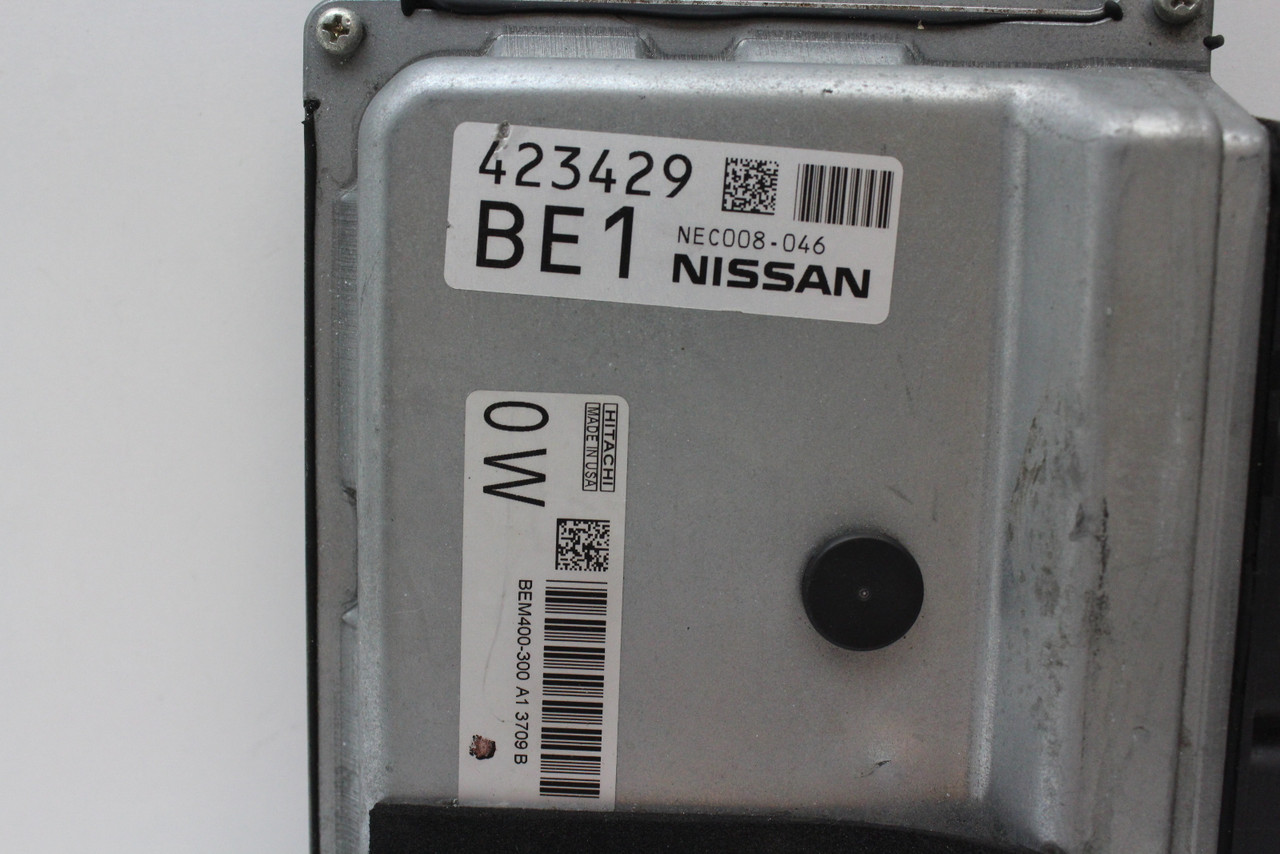 423429
BE1
NEC008-046
NISSAN
0W
HITACHI
MADE IN USA
BEM400-300 A1 3709 B